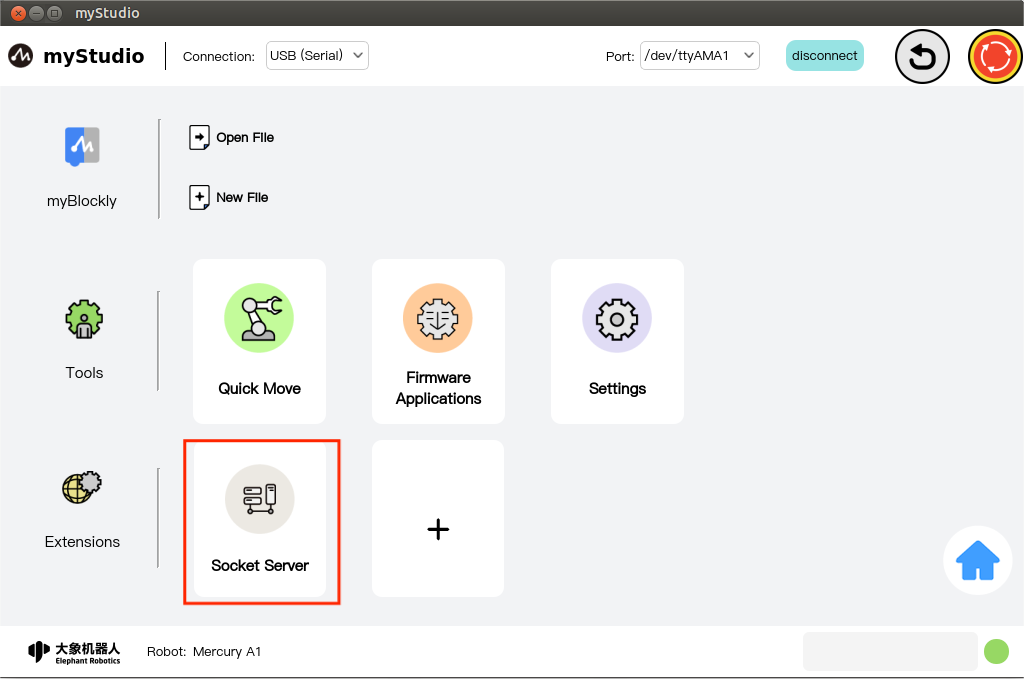 myStudio
myStudio
Connection: USB (Serial)
Port: /dev/ttyAMA1
disconnect
myBlockly
Open File
New File
Tools
Quick Move
Firmware
Applications
Settings
Extensions
Socket Server
大象机器人
Elephant Robotics
Robot: Mercury A1